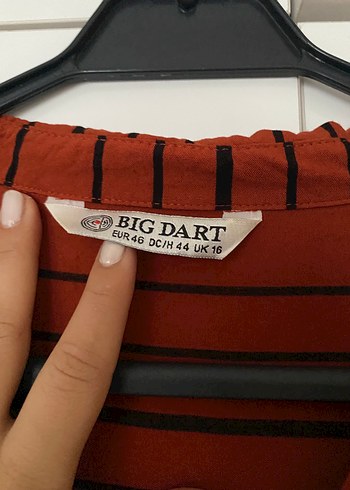 BIG DART
EUR 46 DC/H 44 UK 16